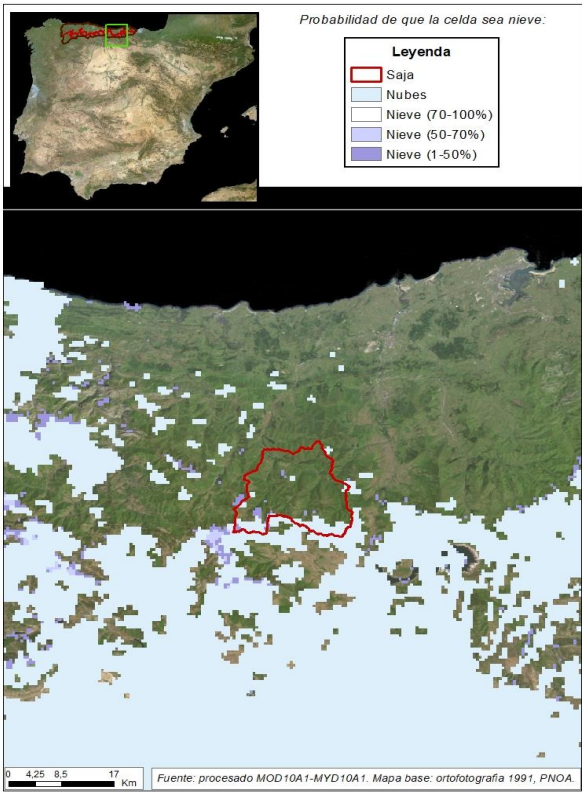 Probabilidad de que la celda sea nieve:
Leyenda
Saja
Nubes
Nieve (70-100%)
Nieve (50-70%)
Nieve (1-50%)
0 4,25 8,5 17
Km
Fuente: procesado MOD10A1-MYD10A1. Mapa base: ortofotografia 1991, PNOA.